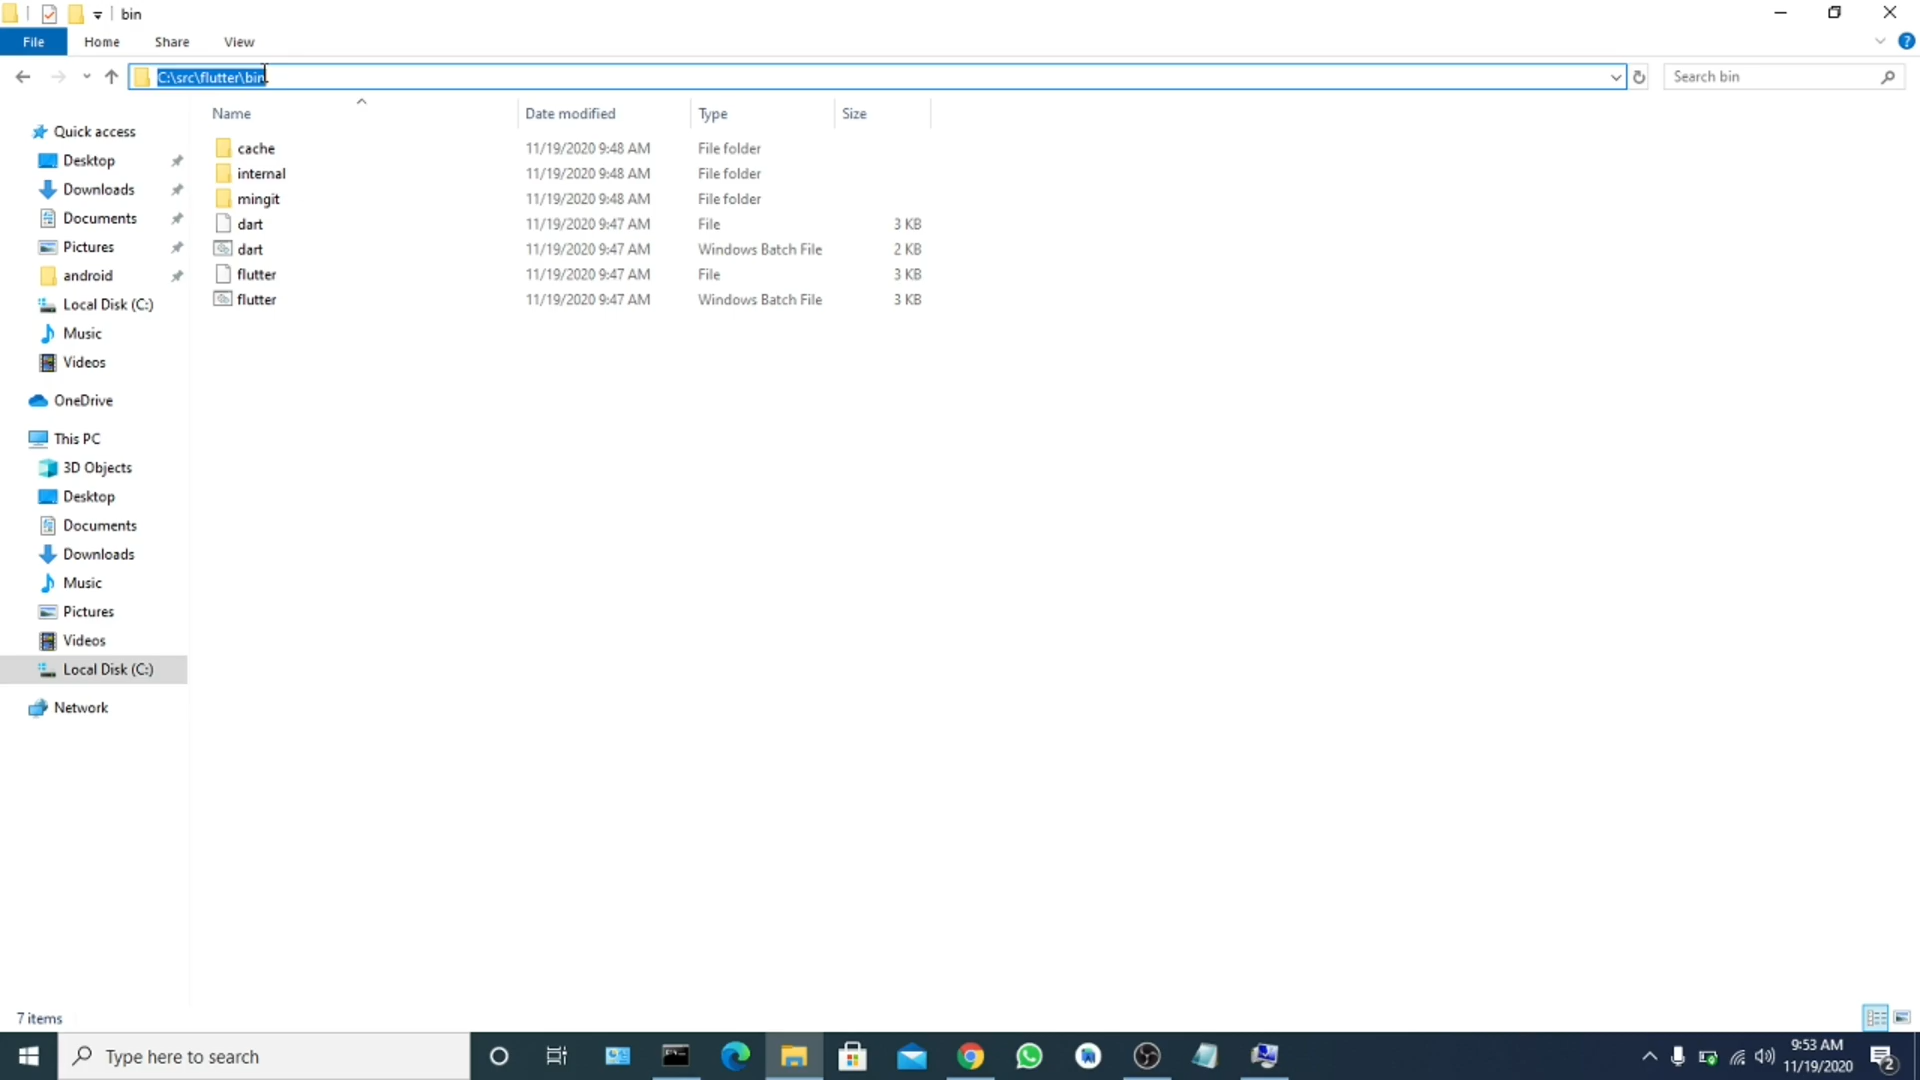 bin
File Home Share View
C:\src\flutter\bin
Search bin
Name Date modified Type Size
Quick access
Desktop
Downloads
Documents
Pictures
android
Local Disk (C:)
Music
Videos
OneDrive
This PC
3D Objects
Desktop
Documents
Downloads
Music
Pictures
Videos
Local Disk (C:)
Network
cache 11/19/2020 9:48 AM File folder
internal 11/19/2020 9:48 AM File folder
mingit 11/19/2020 9:48 AM File folder
dart 11/19/2020 9:47 AM File 3 KB
dart 11/19/2020 9:47 AM Windows Batch File 2 KB
flutter 11/19/2020 9:47 AM File 3 KB
flutter 11/19/2020 9:47 AM Windows Batch File 3 KB
7 items
Type here to search
9:53 AM
11/19/2020
2